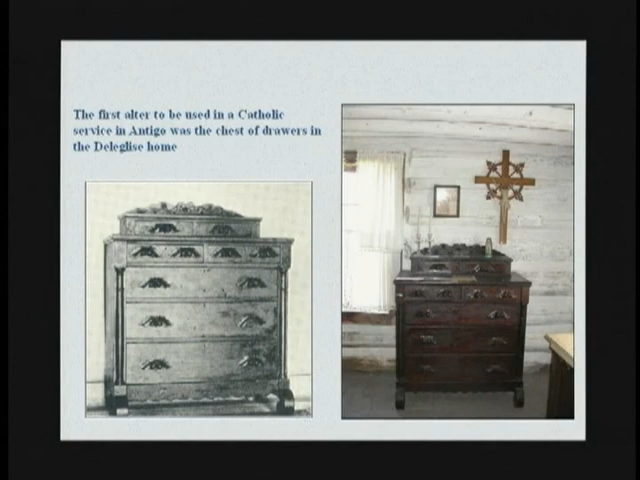 The first alter to be used in a Catholic
service in Antigo was the chest of drawers in
the Deleglise home